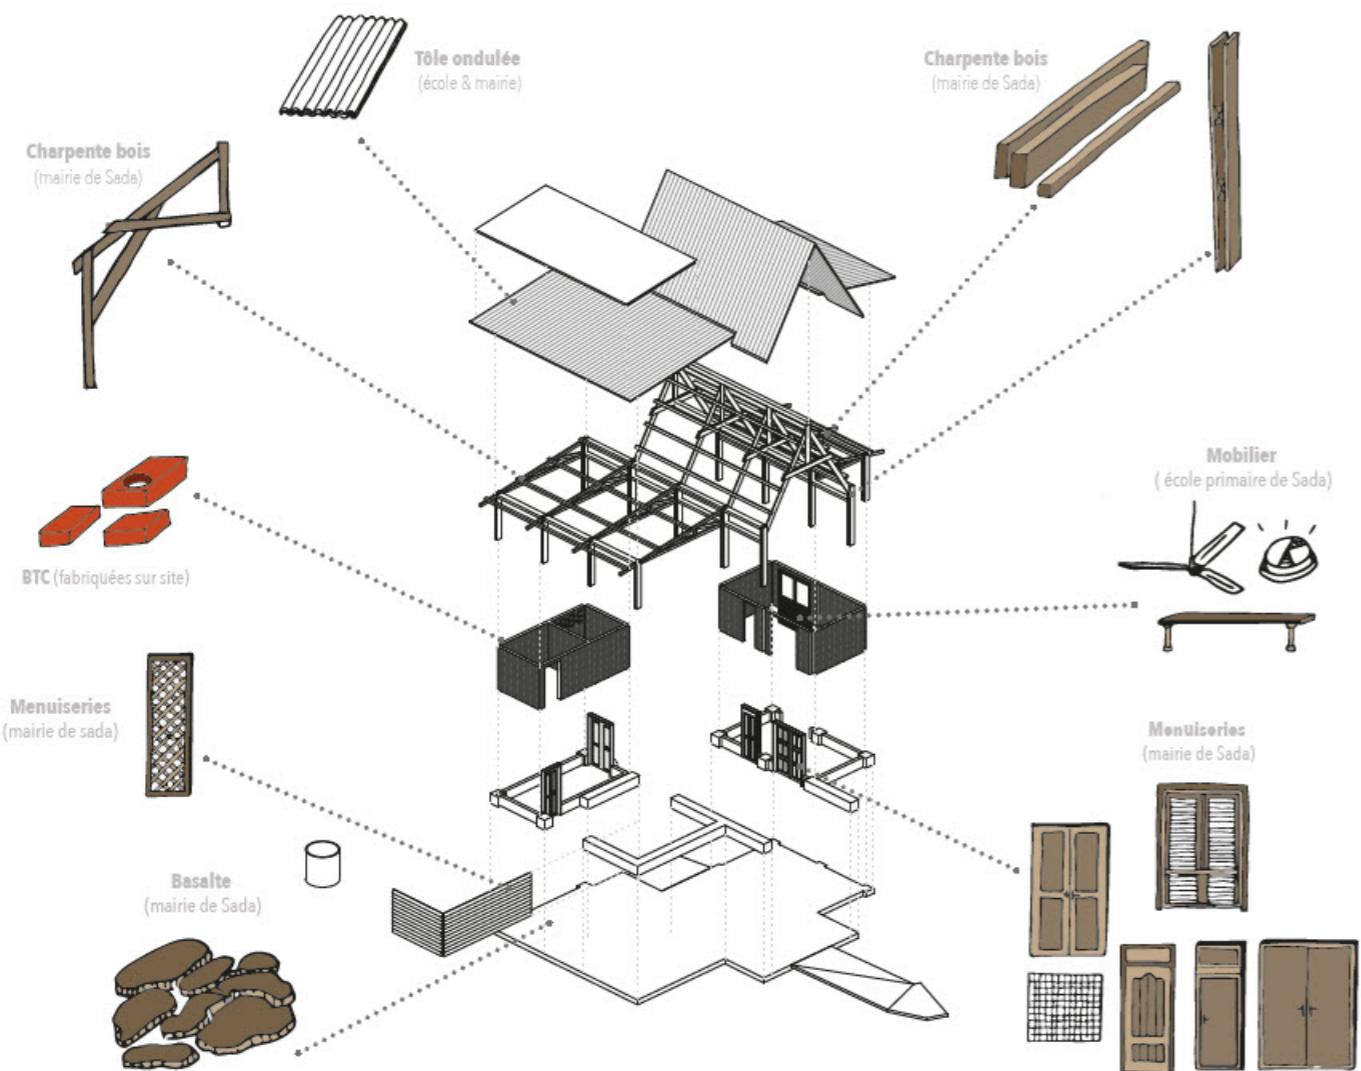 Tôle ondulée
(école & mairie)
Charpente bois
(mairie de Sada)
Charpente bois
(mairie de Sada)
Mobilier
( école primaire de Sada)
BTC (fabriquées sur site)
Menuiseries
(mairie de sada)
Menuiseries
(mairie de Sada)
Basalte
(mairie de Sada)